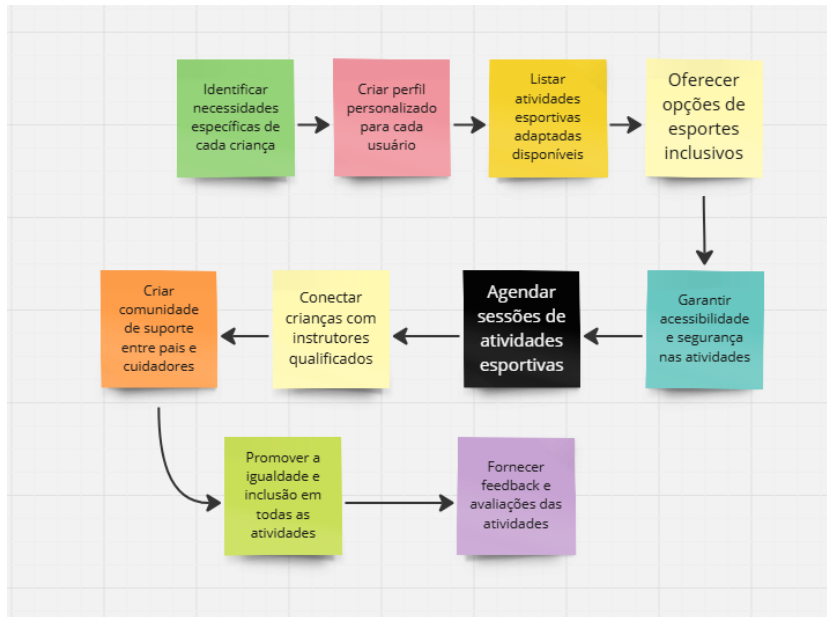 Identificar
necessidades
específicas de
cada criança
Criar perfil
personalizado
para cada
usuário
Listar
atividades
esportivas
adaptadas
disponíveis
Oferecer
opções de
esportes
inclusivos
Garantir
acessibilidade
e segurança
nas atividades
Agendar
sessões de
atividades
esportivas
Conectar
crianças com
instrutores
qualificados
Criar
comunidade
de suporte
entre pais e
cuidadores
Promover a
igualdade e
inclusão em
todas as
atividades
Fornecer
feedback e
avaliações das
atividades